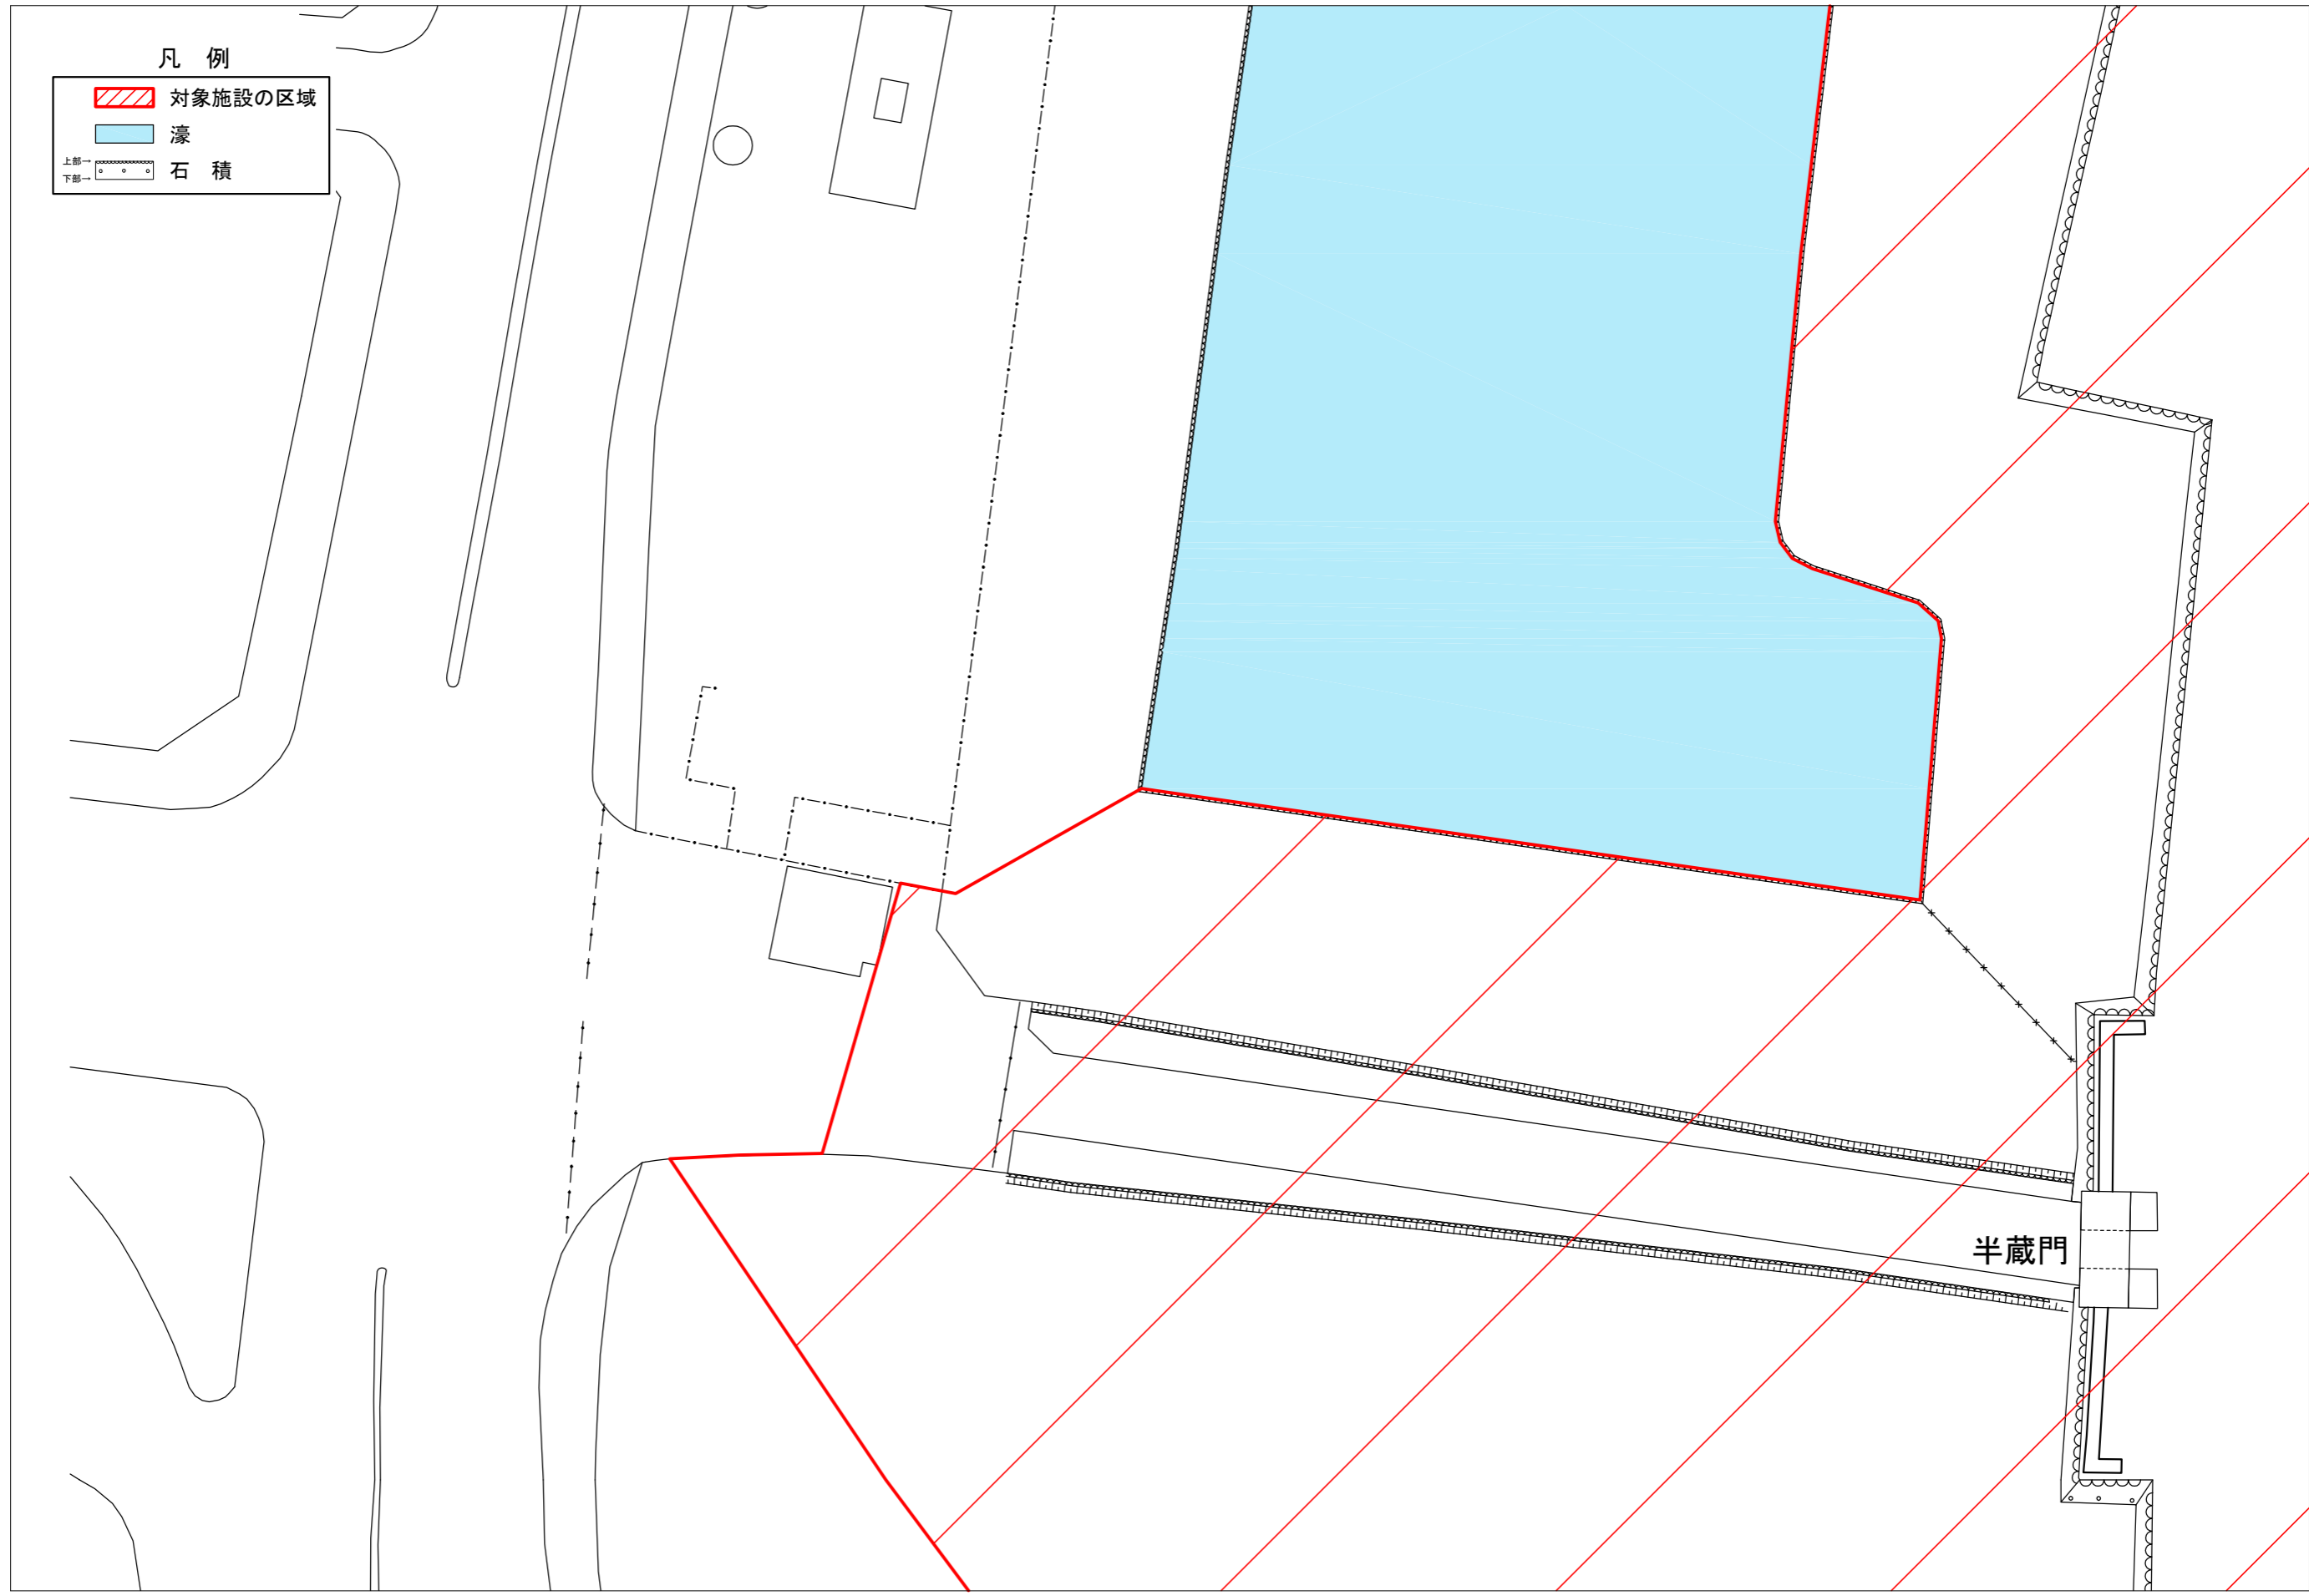 凡 例
対象施設の区域
濠
上部→
下部→
石 積
半蔵門